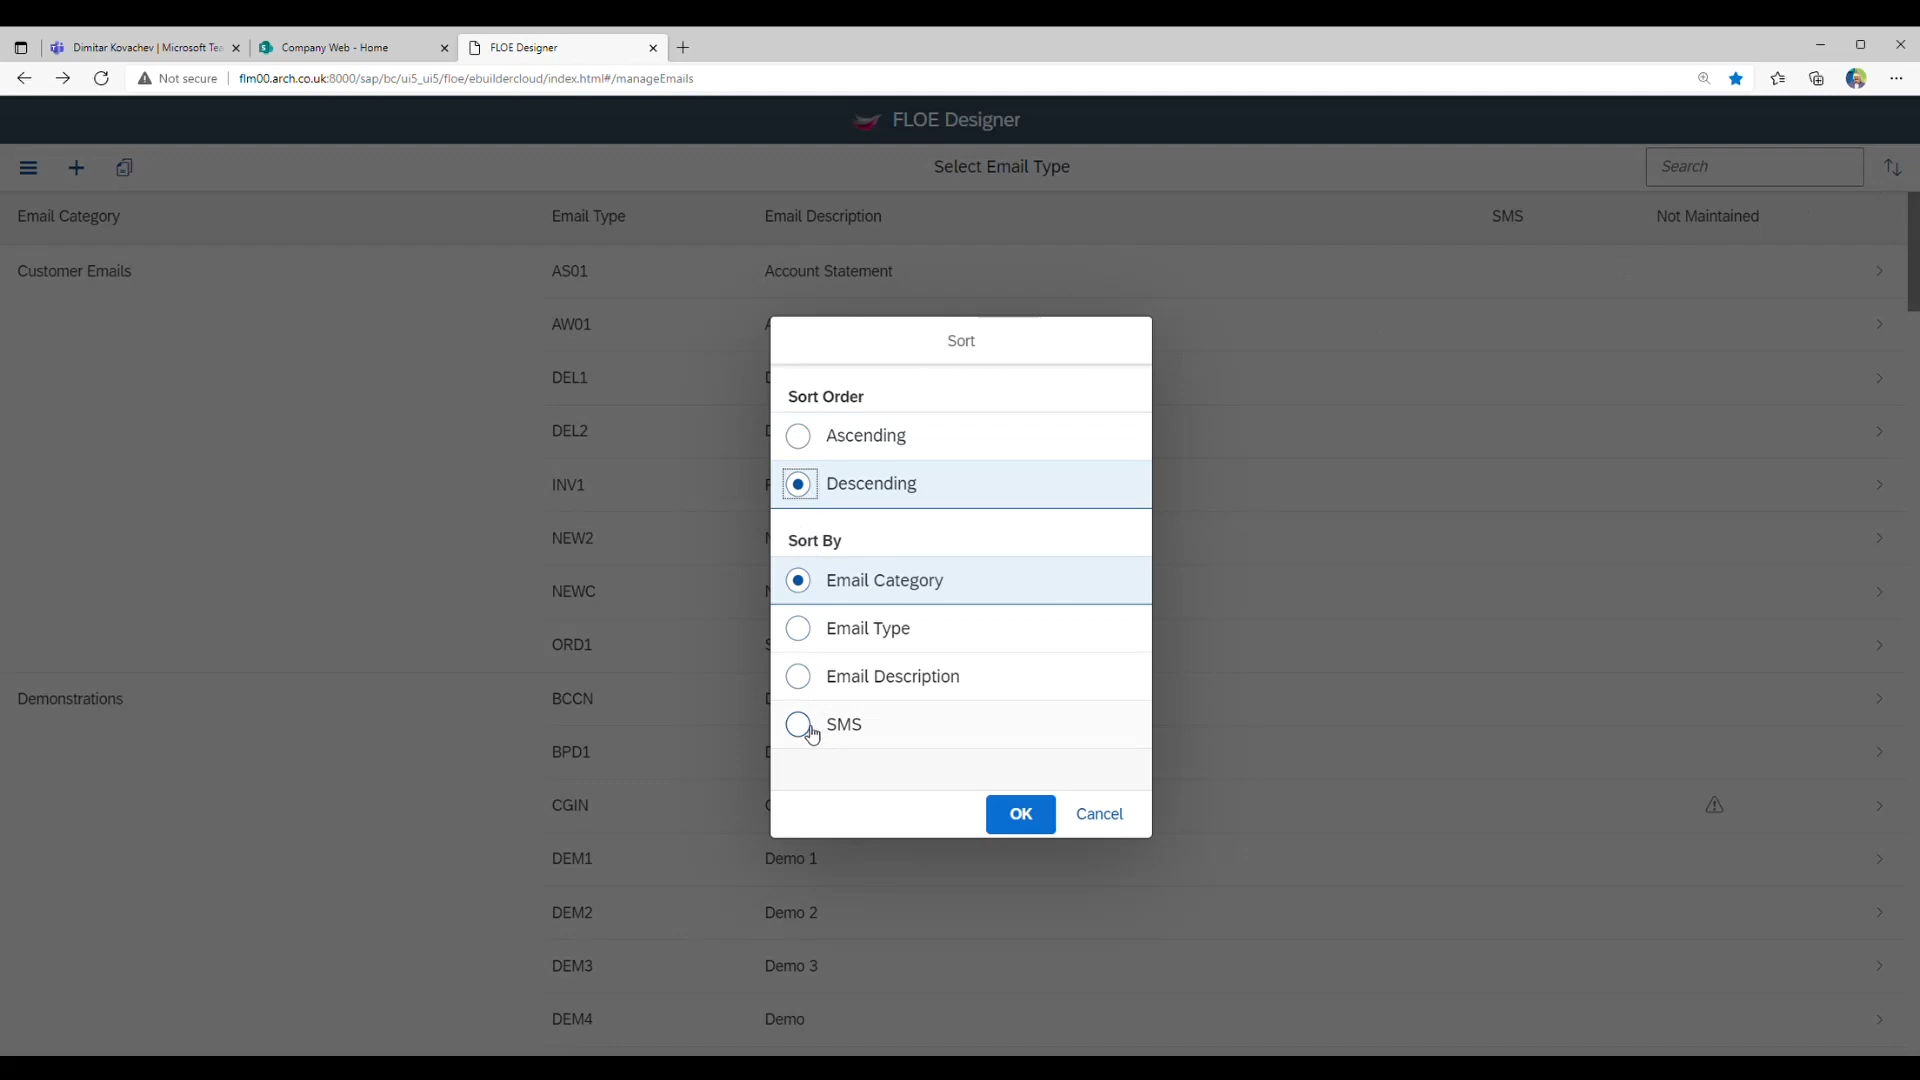 Dimitar Kovachev | Microsoft Tea
Company Web - Home
FLOE Designer
Not secure
flm00.arch.co.uk:8000/sap/bc/ui5_ui5/floe/ebuildercloud/index.html#/manageEmails
FLOE Designer
Select Email Type
Search
Email Category
Email Type
Email Description
SMS
Not Maintained
Customer Emails
AS01
Account Statement
AW01
DEL1
DEL2
INV1
NEW2
NEWC
ORD1
Demonstrations
BCCN
BPD1
CGIN
DEM1
Demo 1
DEM2
Demo 2
DEM3
Demo 3
DEM4
Demo
Sort
Sort Order
Ascending
Descending
Sort By
Email Category
Email Type
Email Description
SMS
OK
Cancel